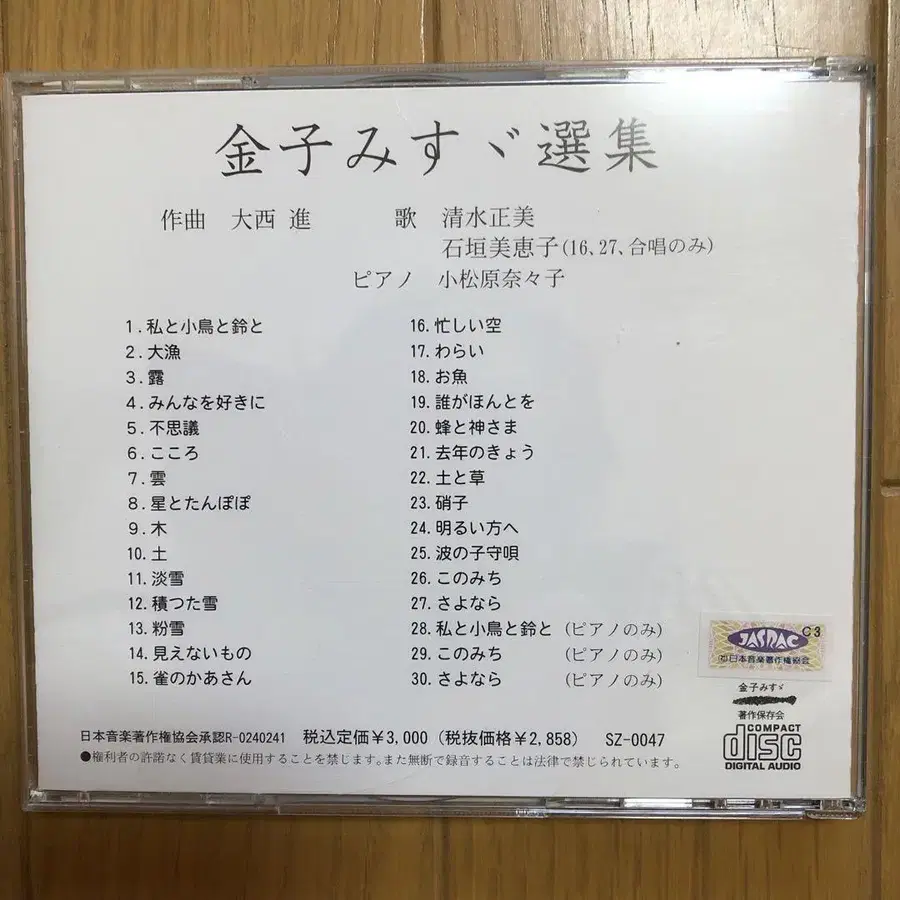 金子みすゞ選集
作曲 大西 進 歌 清水正美
石垣美恵子(16、27、合唱のみ)
ピアノ 小松原奈々子
1.私と小鳥と鈴と
2.大漁
3.露
4.みんなを好きに
5.不思議
6.こころ
7.雲
8.星とたんぽぽ
9.木
10.土
11.淡雪
12.積つた雪
13.粉雪
14.見えないもの
15.雀のかあさん
16.忙しい空
17.わらい
18.お魚
19.誰がほんとを
20.蜂と神さま
21.去年のきょう
22.土と草
23.硝子
24.明るい方へ
25.波の子守唄
26.このみち
27.さよなら
28.私と小鳥と鈴と (ピアノのみ)
29.このみち (ピアノのみ)
30.さよなら (ピアノのみ)
JASRAC C3
㊞日本音楽著作権協会
金子みすゞ
著作保存会
COMPACT
disc
DIGITAL AUDIO
日本音楽著作権協会承認R-0240241 税込定価¥3,000(税抜価格¥2,858) SZ-0047
●権利者の許諾なく賃貸業に使用することを禁じます。また無断で録音することは法律で禁じられています。